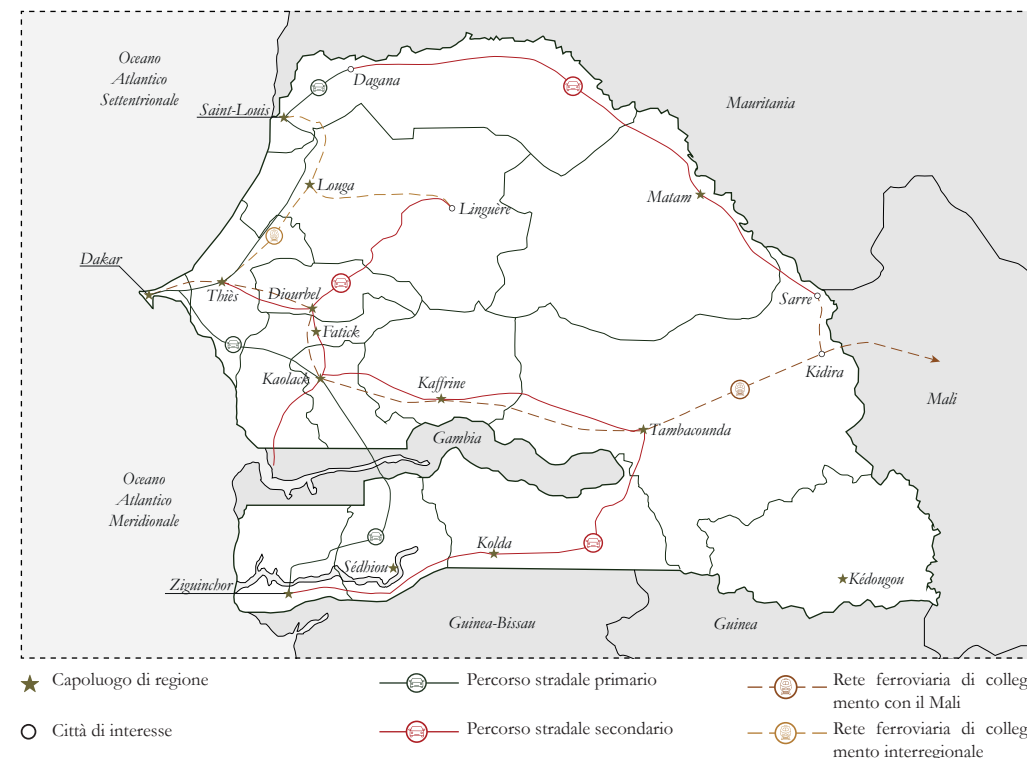 Oceano
Atlantico
Settentrionale
Dagana
Mauritania
Saint-Louis
Louga
Matam
Linguère
Dakar
Thiès
Diourbel
Sarre
Fatick
Kidira
Kaolack
Kaffrine
Mali
Tambacounda
Gambia
Oceano
Atlantico
Meridionale
Kolda
Sédhiou
Kédougou
Ziguinchor
Guinea-Bissau
Guinea
Capoluogo di regione
Percorso stradale primario
Rete ferroviaria di colleg
mento con il Mali
Città di interesse
Percorso stradale secondario
Rete ferroviaria di colleg
mento interregionale